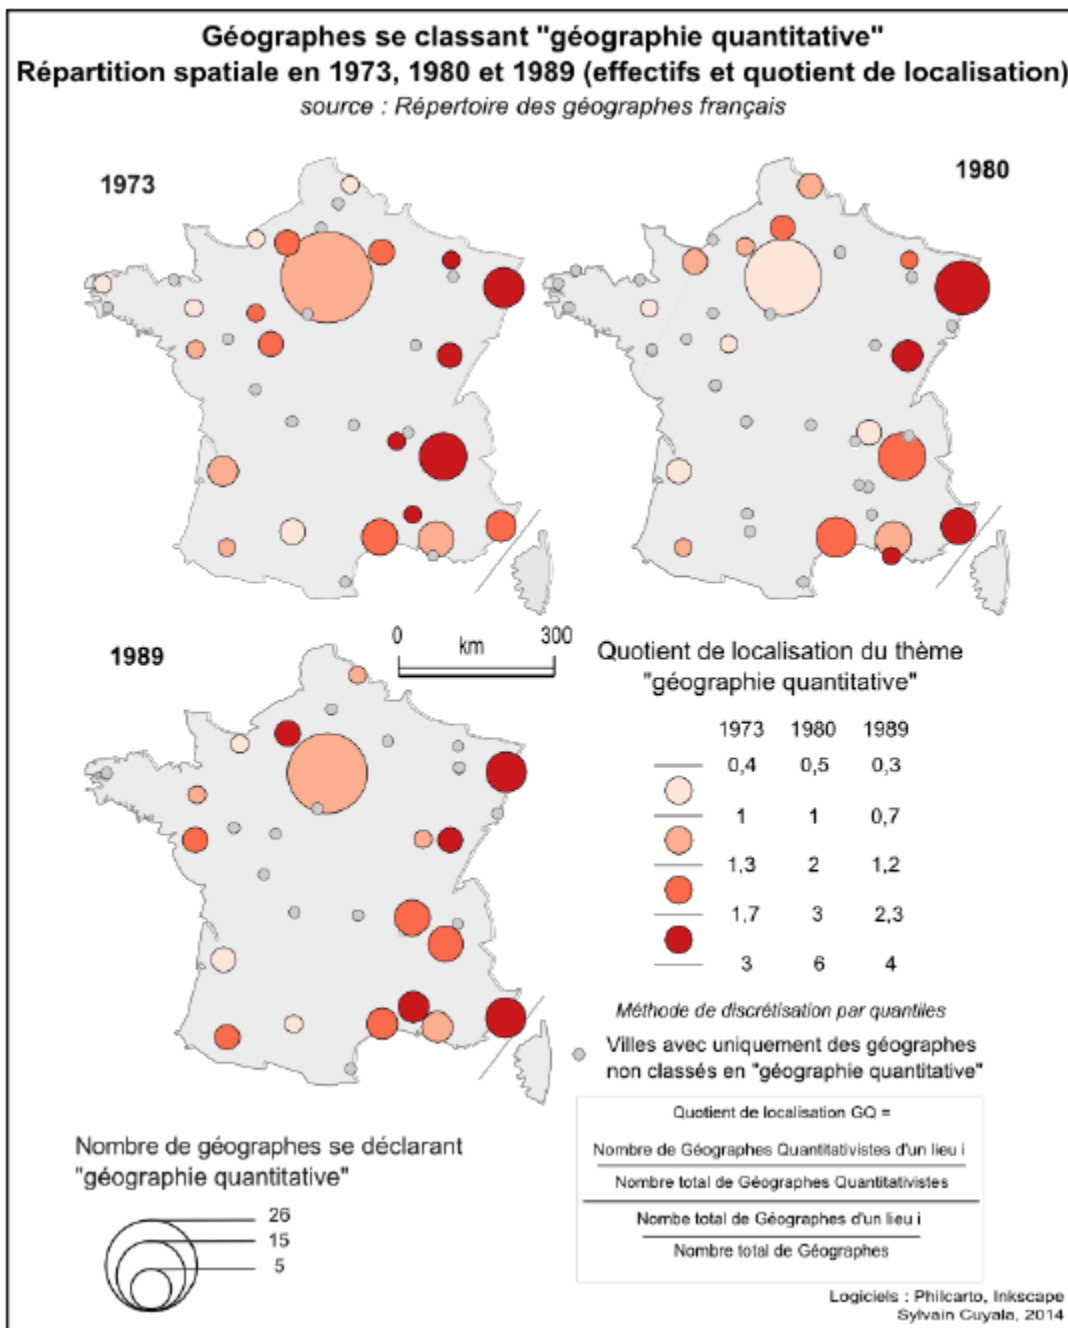 Géographes se classant "géographie quantitative"
Répartition spatiale en 1973, 1980 et 1989 (effectifs et quotient de localisation)
source : Répertoire des géographes français
1973
1980
1989
0
km
300
Quotient de localisation du thème
"géographie quantitative"
1973 1980 1989
0,4 0,5 0,3
1 1 0,7
1,3 2 1,2
1,7 3 2,3
3 6 4
Méthode de discrétisation par quantiles
Villes avec uniquement des géographes
non classés en "géographie quantitative"
Quotient de localisation GQ =
Nombre de Géographes Quantitativistes d'un lieu i
Nombre total de Géographes Quantitativistes
Nombe total de Géographes d'un lieu i
Nombre total de Géographes
Nombre de géographes se déclarant
"géographie quantitative"
26
15
5
Logiciels : Philcarto, Inkscape
Sylvain Cuyala, 2014